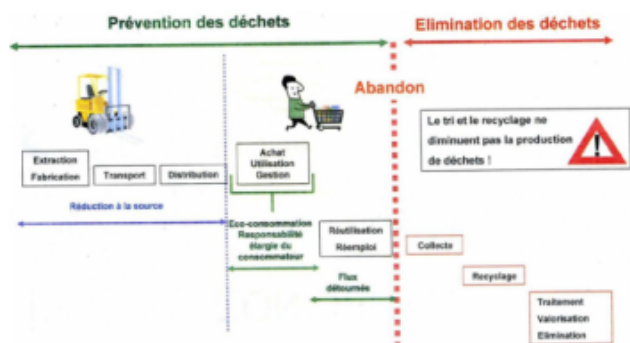 Prévention des déchets
Elimination des déchets
Abandon
Le tri et le recyclage ne
diminuent pas la production
de déchets !
Extraction
Fabrication
Transport
Distribution
Achat
Utilisation
Gestion
Réduction à la source
Eco-consommation
Responsabilité
élargie du
consommateur
Réutilisation
Réemploi
Flux
détournés
Collecte
Recyclage
Traitement
Valorisation
Elimination